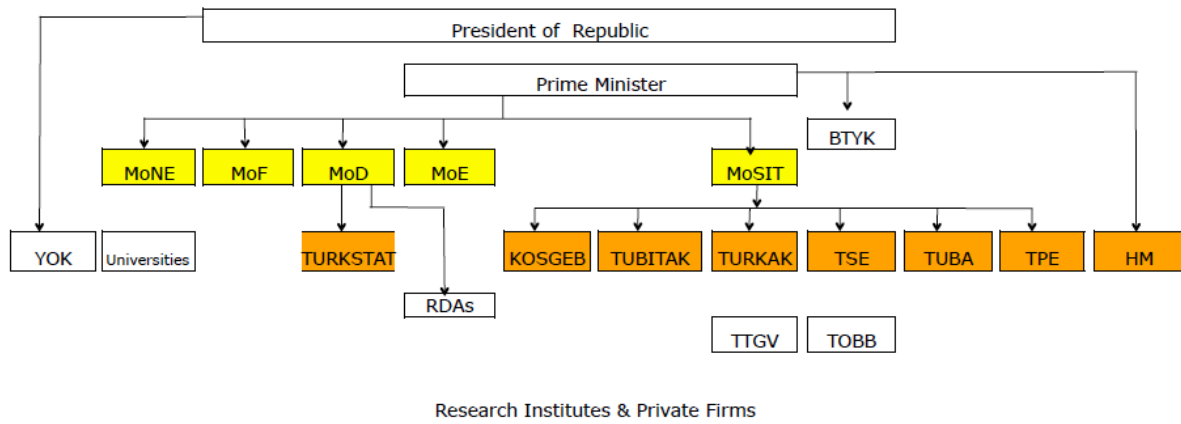 President of Republic
Prime Minister
BTYK
MoNE
MoF
MoD
MoE
MoSIT
YOK
Universities
TURKSTAT
KOSGEB
TUBITAK
TURKAK
TSE
TUBA
TPE
HM
RDAs
TTGV
TOBB
Research Institutes & Private Firms